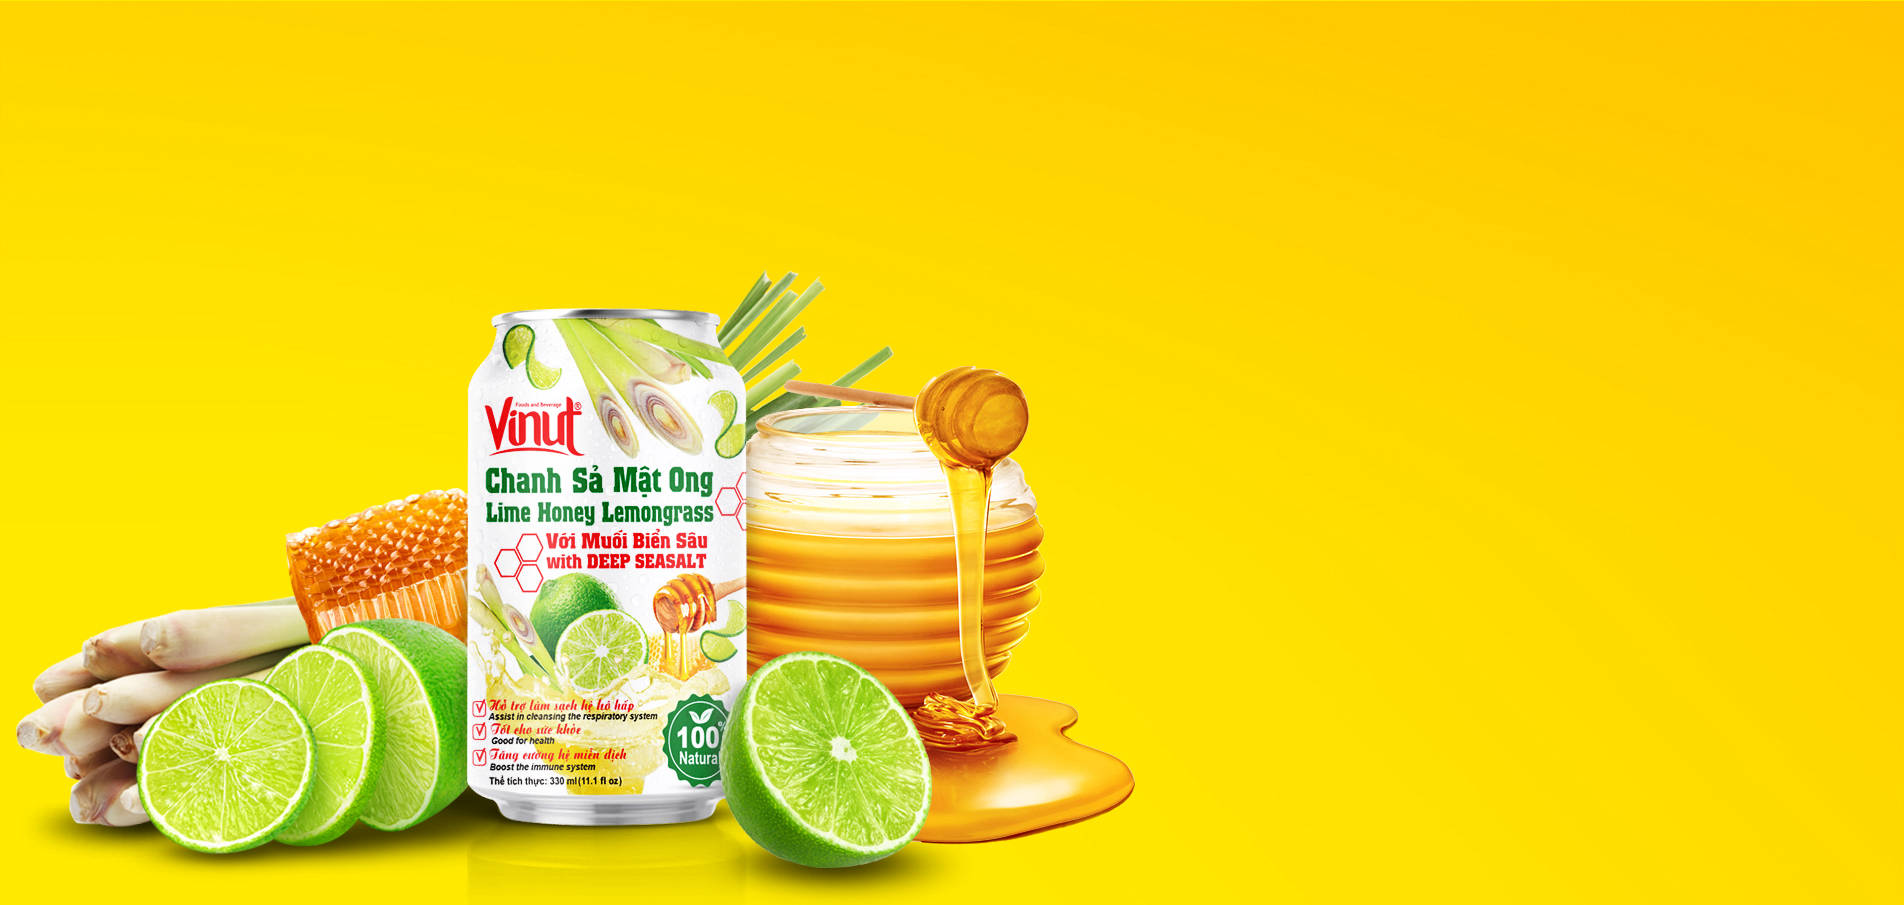 Foods and Beverage
Vinut®
Chanh Sả Mật Ong
Lime Honey Lemongrass
Với Muối Biển Sâu
with DEEP SEASALT
Hỗ trợ làm sạch hệ hô hấp
Assist in cleansing the respiratory system
Tốt cho sức khỏe
Good for health
Tăng cường hệ miễn dịch
Boost the immune system
Thể tích thực: 330 ml (11.1 fl oz)
100%
Natural